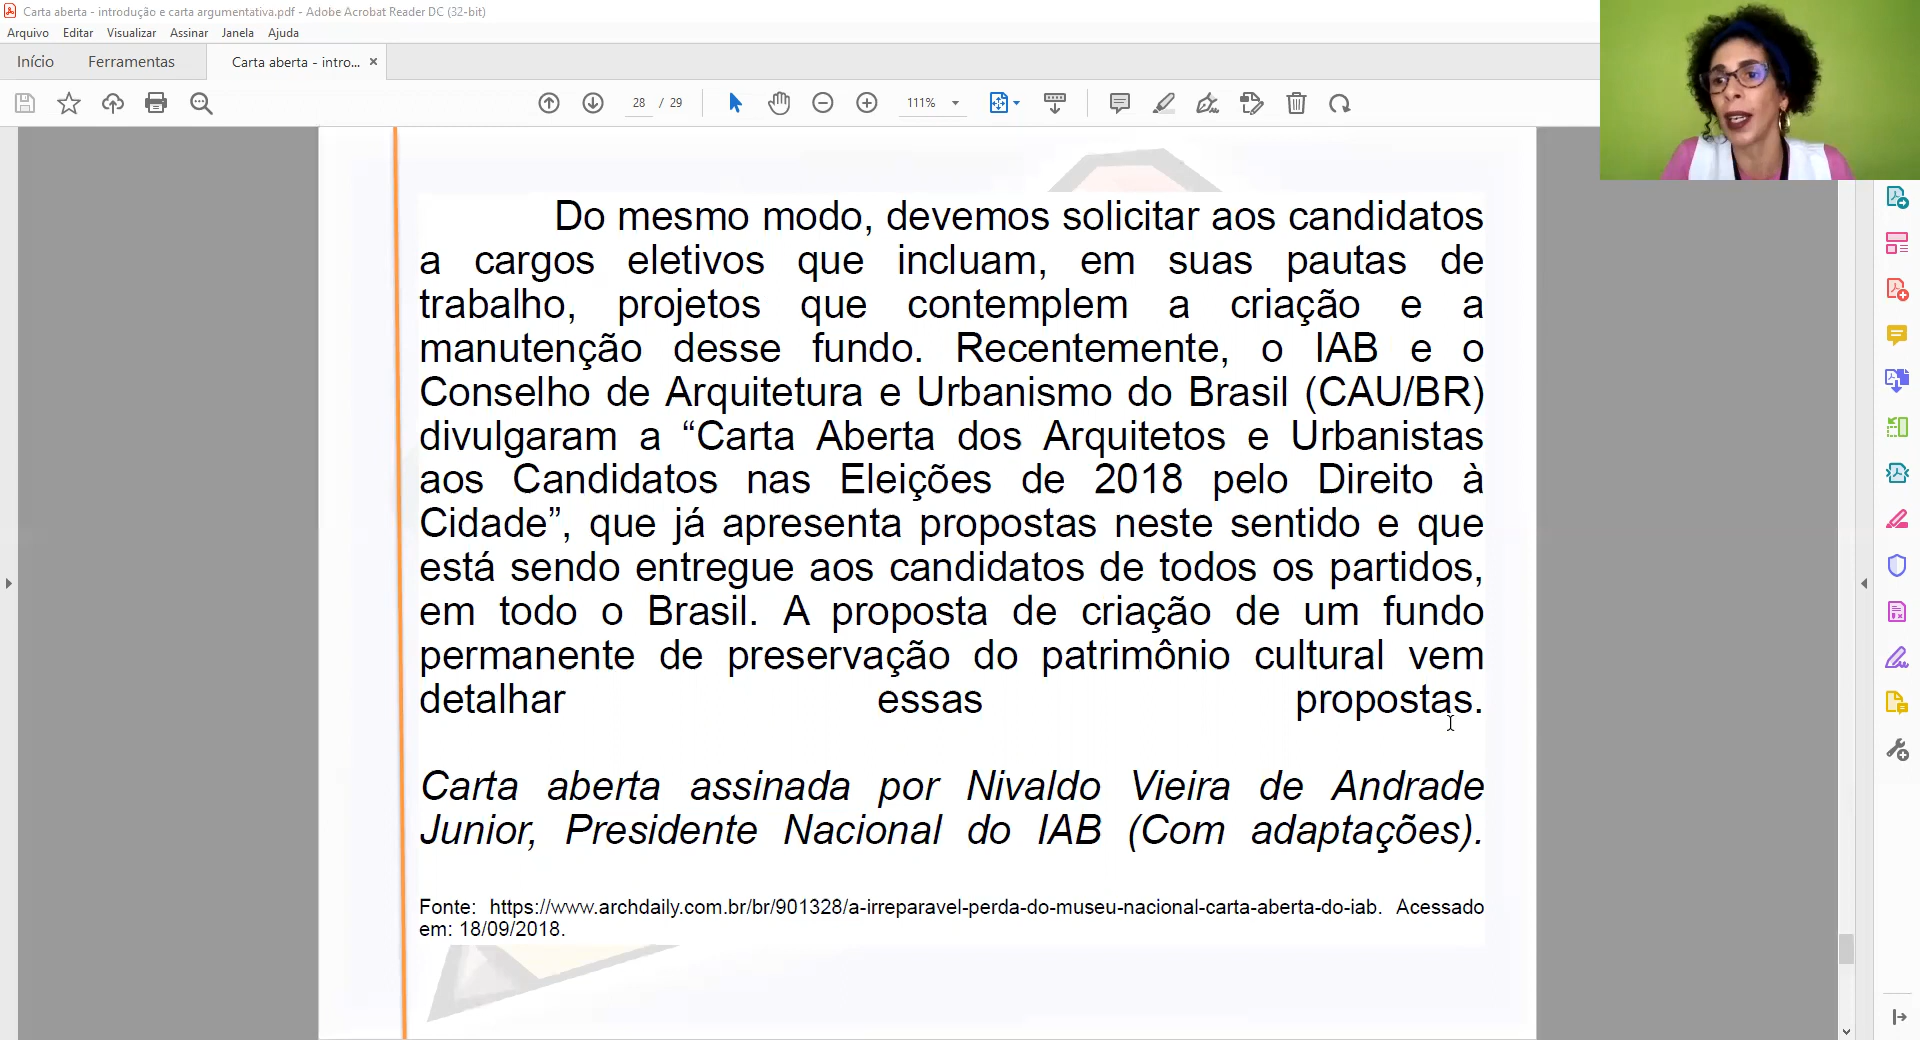 Carta aberta - introdução e carta argumentativa.pdf - Adobe Acrobat Reader DC (32-bit)
Arquivo Editar Visualizar Assinar Janela Ajuda
Início Ferramentas Carta aberta - intro... ×
28 / 29 111%
Do mesmo modo, devemos solicitar aos candidatos
a cargos eletivos que incluam, em suas pautas de
trabalho, projetos que contemplem a criação e a
manutenção desse fundo. Recentemente, o IAB e o
Conselho de Arquitetura e Urbanismo do Brasil (CAU/BR)
divulgaram a “Carta Aberta dos Arquitetos e Urbanistas
aos Candidatos nas Eleições de 2018 pelo Direito à
Cidade”, que já apresenta propostas neste sentido e que
está sendo entregue aos candidatos de todos os partidos,
em todo o Brasil. A proposta de criação de um fundo
permanente de preservação do patrimônio cultural vem
detalhar essas propostas.
Carta aberta assinada por Nivaldo Vieira de Andrade
Junior, Presidente Nacional do IAB (Com adaptações).
Fonte: https://www.archdaily.com.br/br/901328/a-irreparavel-perda-do-museu-nacional-carta-aberta-do-iab. Acessado
em: 18/09/2018.